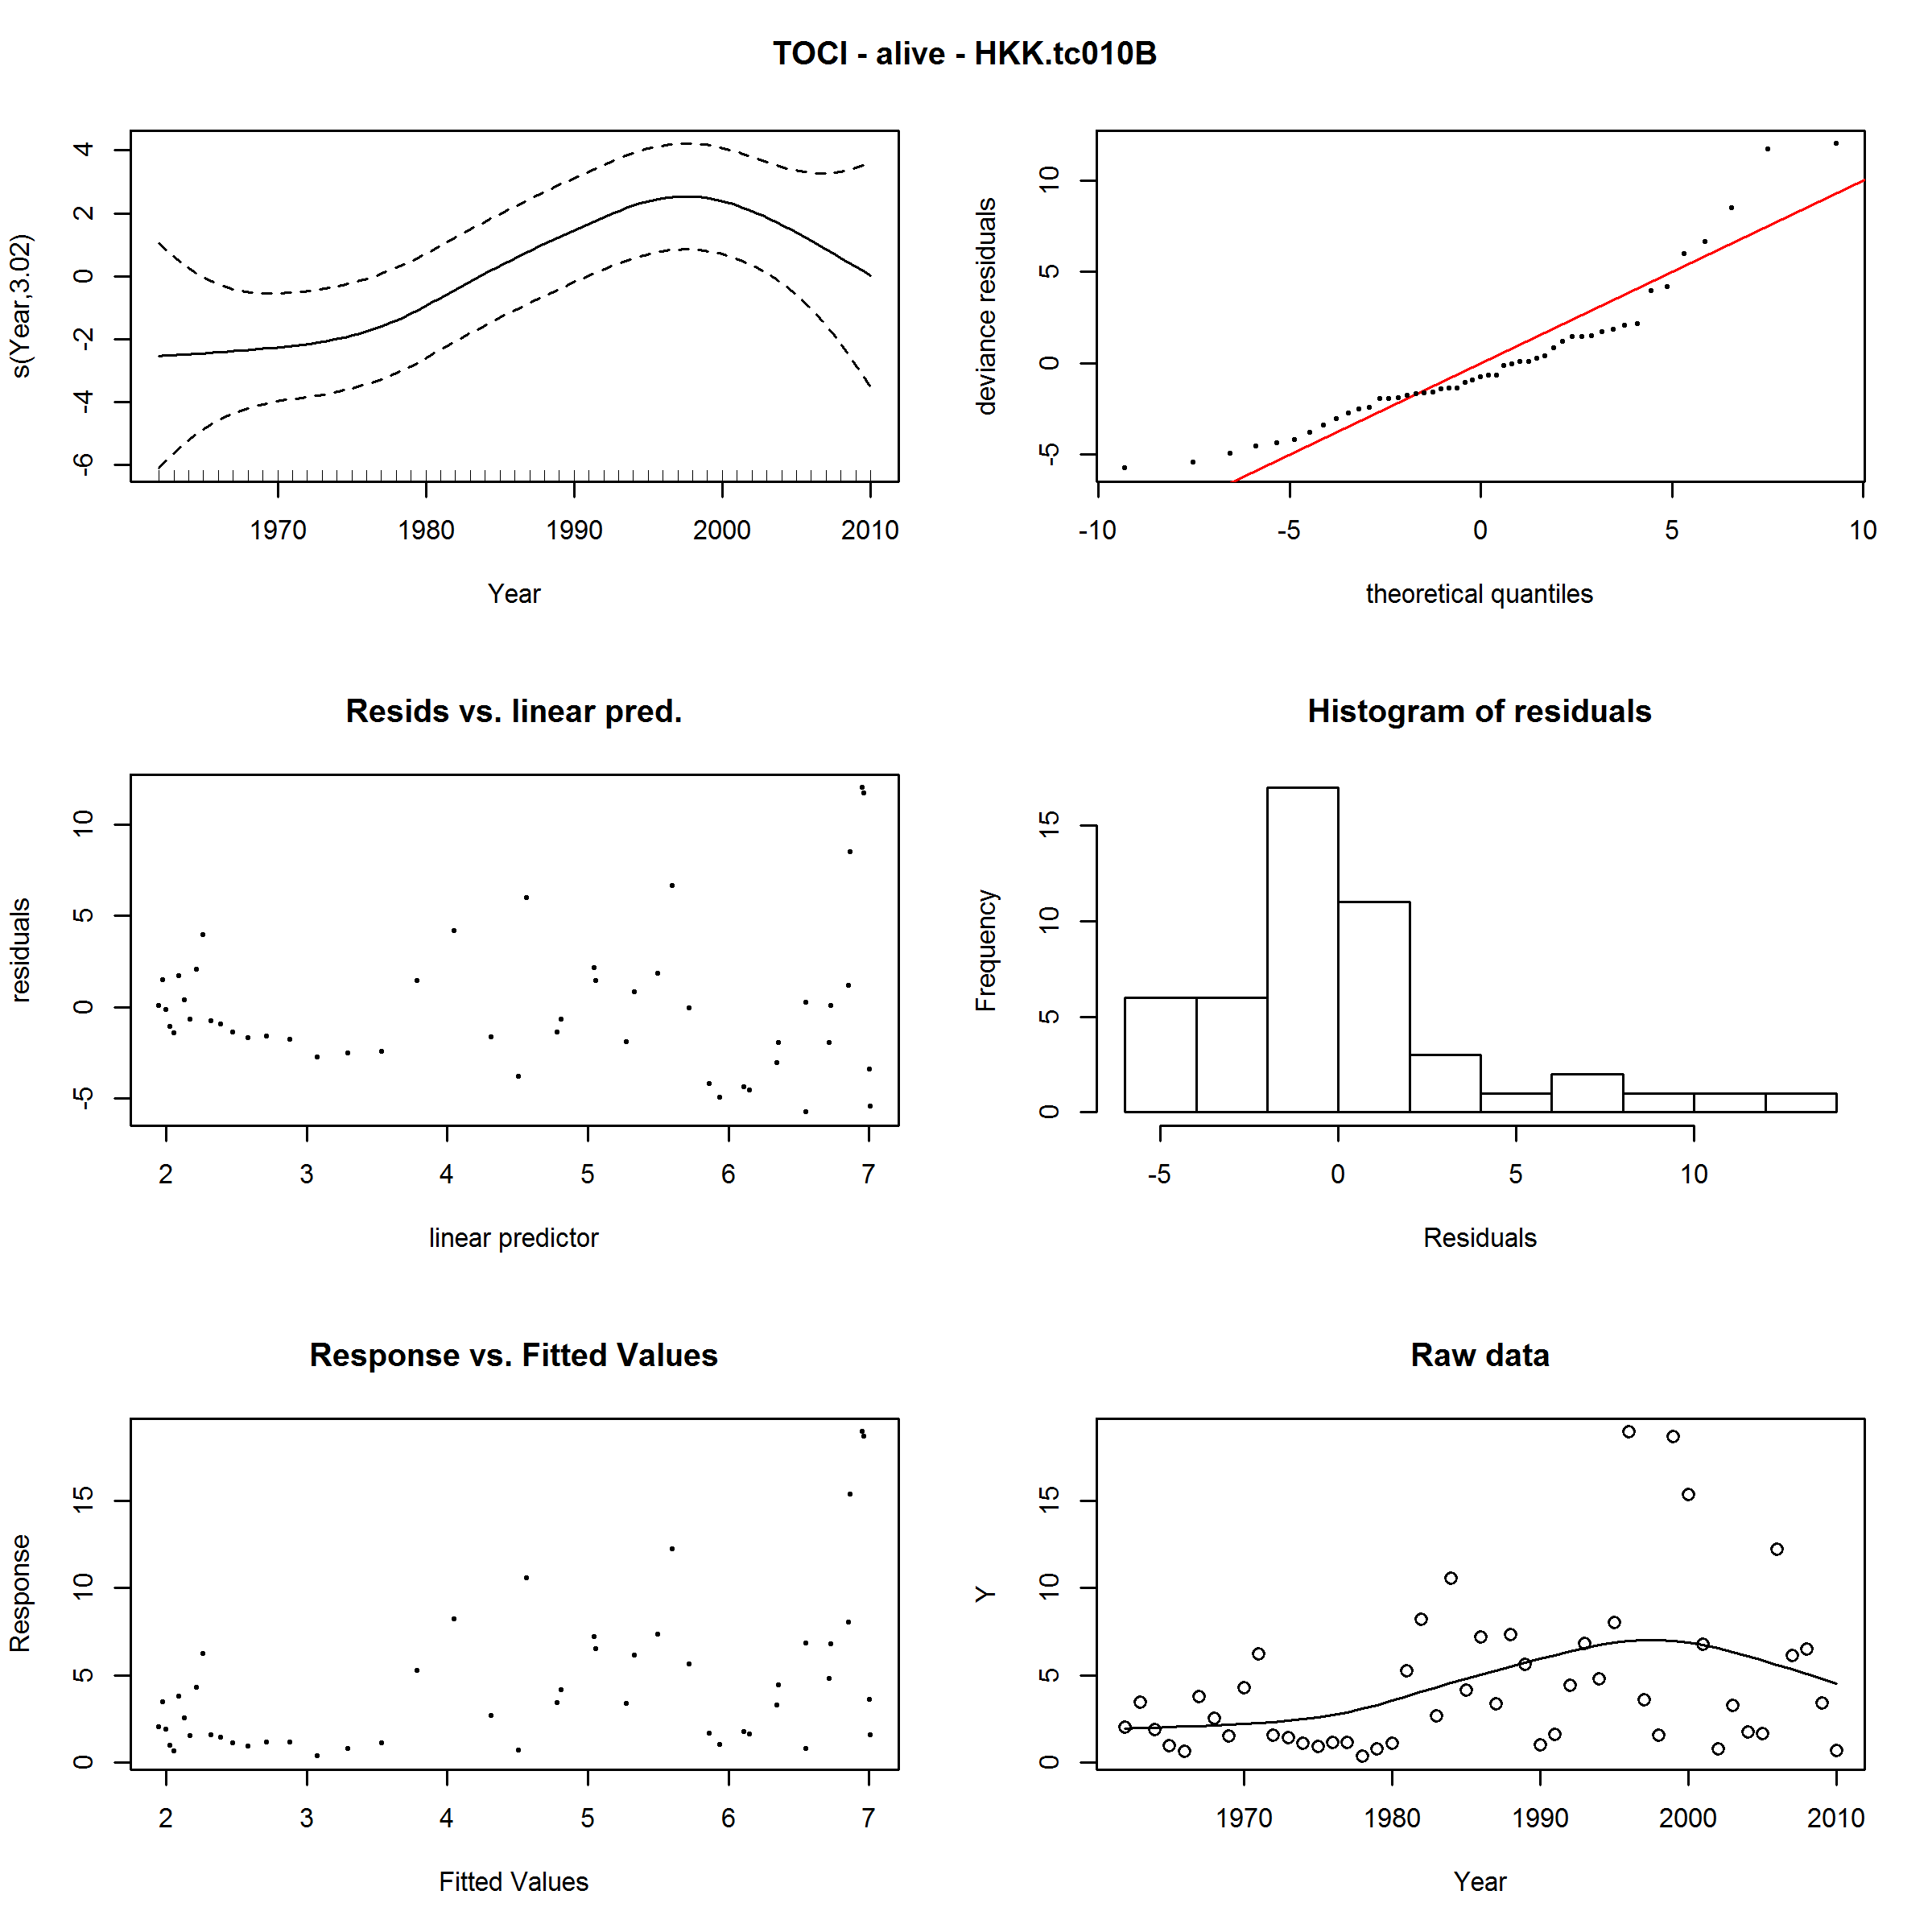 TOCI - alive - HKK.tc010B
s(Year,3.02)
4
2
0
-2
-4
-6
1970 1980 1990 2000 2010
Year
deviance residuals
10
5
0
-5
-10 -5 0 5 10
theoretical quantiles
Resids vs. linear pred.
residuals
10
5
0
-5
2 3 4 5 6 7
linear predictor
Histogram of residuals
Frequency
15
10
5
0
-5 0 5 10
Residuals
Response vs. Fitted Values
Response
15
10
5
0
2 3 4 5 6 7
Fitted Values
Raw data
Y
15
10
5
0
1970 1980 1990 2000 2010
Year